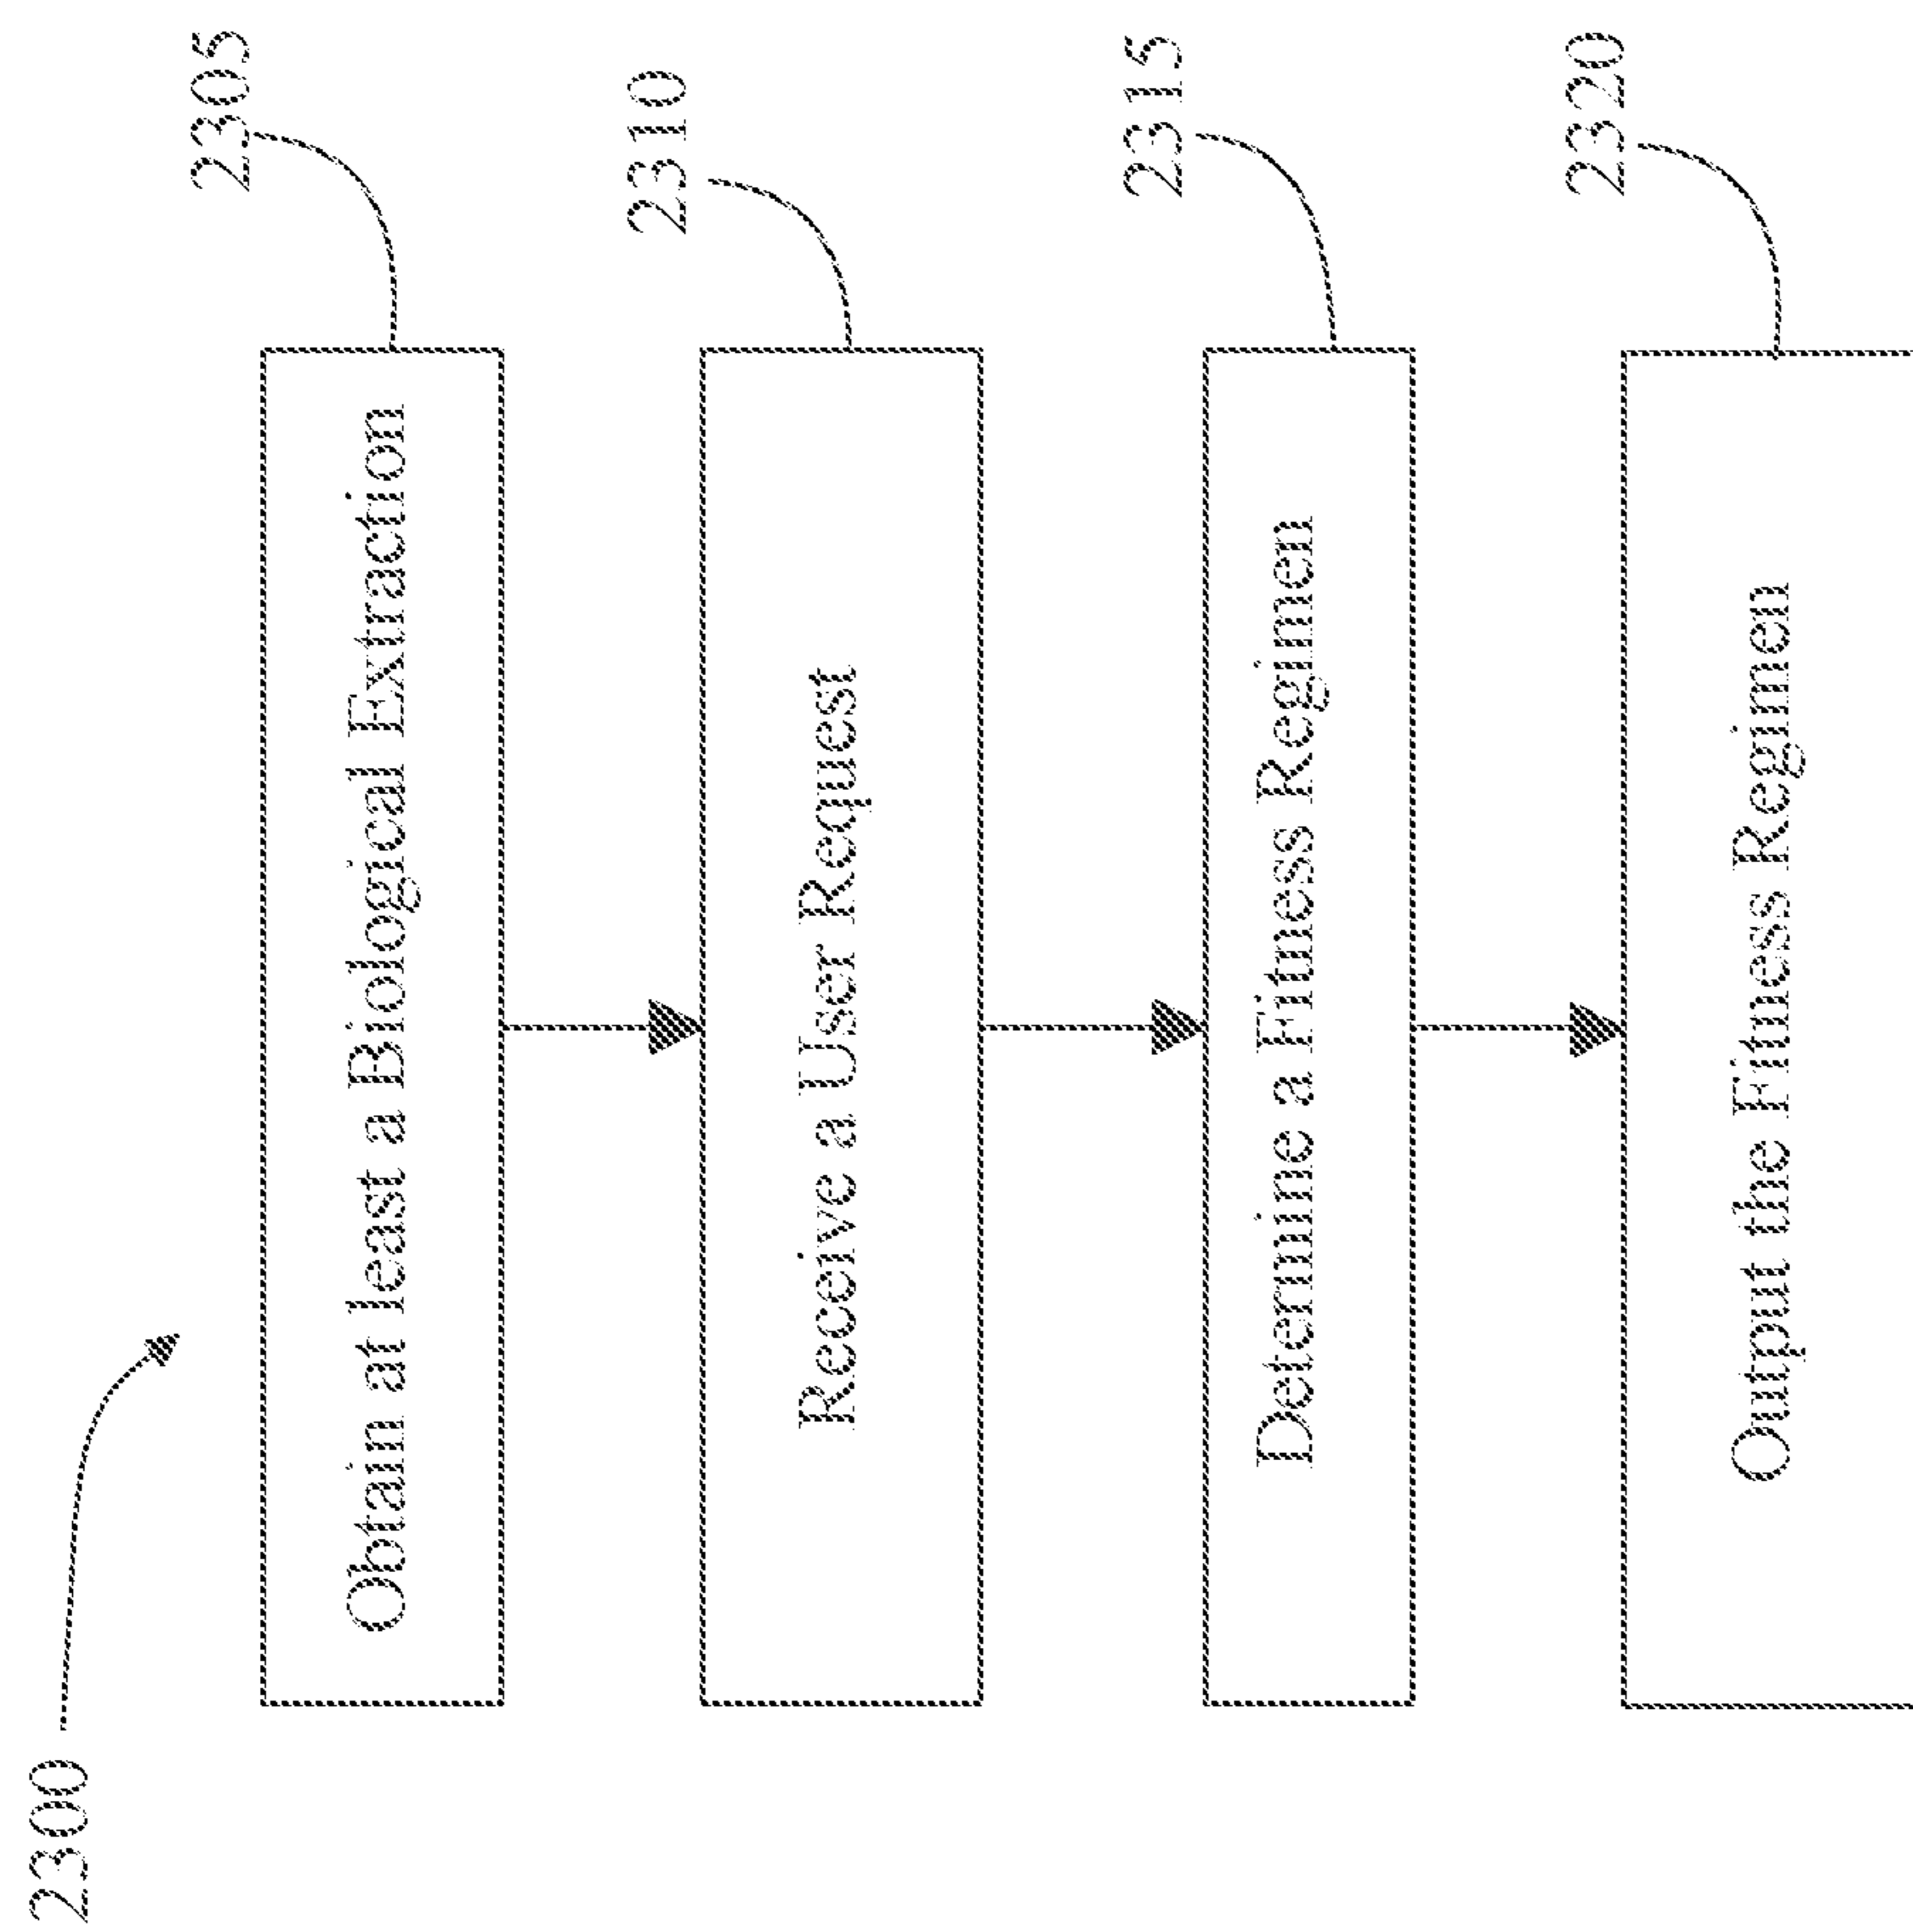 2300
2305
Obtain at least a Biological Extraction
2310
Receive a User Request
2315
Determine a Fitness Regimen
2320
Output the Fitness Regimen